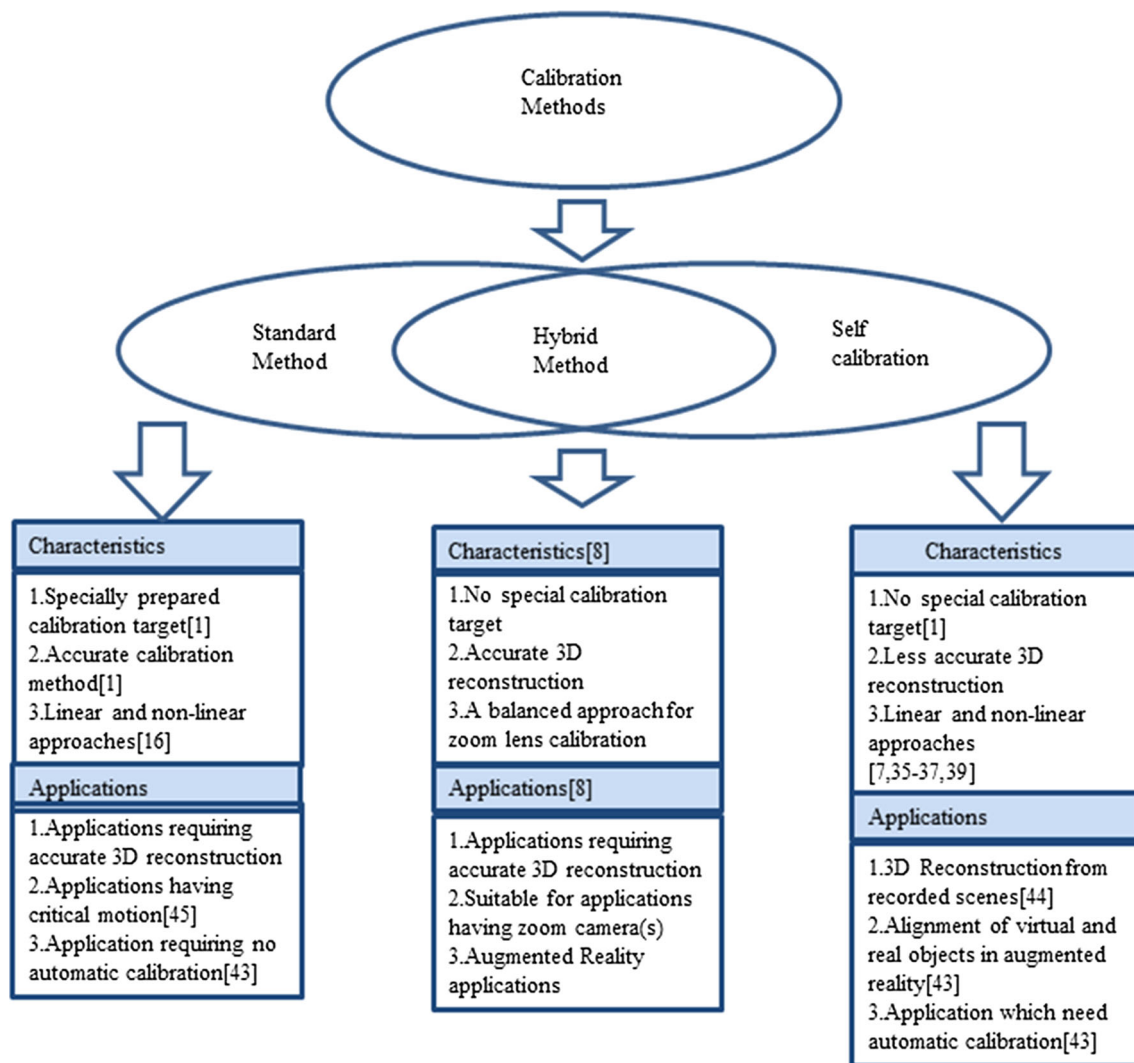 Calibration
Methods
Standard
Method
Hybrid
Method
Self
calibration
Characteristics
1.Specially prepared
calibration target[1]
2.Accurate calibration
method[1]
3.Linear and non-linear
approaches[16]
Applications
1.Applications requiring
accurate 3D reconstruction
2.Applications having
critical motion[45]
3.Application requiring no
automatic calibration[43]
Characteristics[8]
1.No special calibration
target
2.Accurate 3D
reconstruction
3.A balanced approach for
zoom lens calibration
Applications[8]
1.Applications requiring
accurate 3D reconstruction
2.Suitable for applications
having zoom camera(s)
3.Augmented Reality
applications
Characteristics
1.No special calibration
target[1]
2.Less accurate 3D
reconstruction
3.Linear and non-linear
approaches
[7,35-37,39]
Applications
1.3D Reconstruction from
recorded scenes[44]
2.Alignment of virtual and
real objects in augmented
reality[43]
3.Application which need
automatic calibration[43]